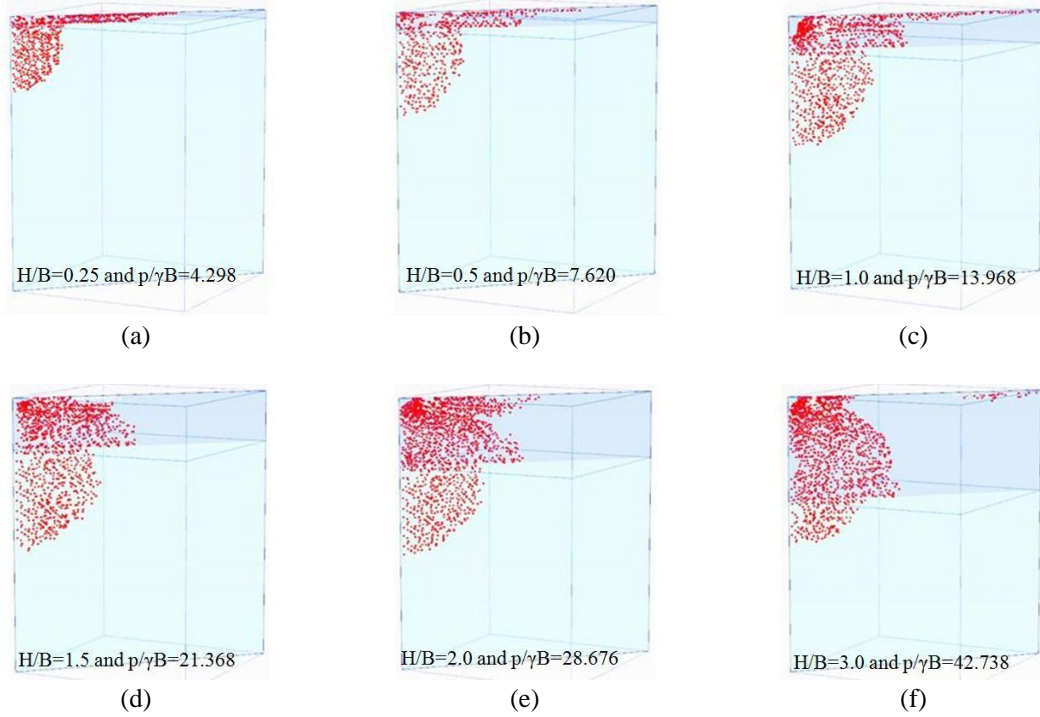 H/B=0.25 and p/γB=4.298
H/B=0.5 and p/γB=7.620
H/B=1.0 and p/γB=13.968
(a)
(b)
(c)
H/B=1.5 and p/γB=21.368
H/B=2.0 and p/γB=28.676
H/B=3.0 and p/γB=42.738
(d)
(e)
(f)